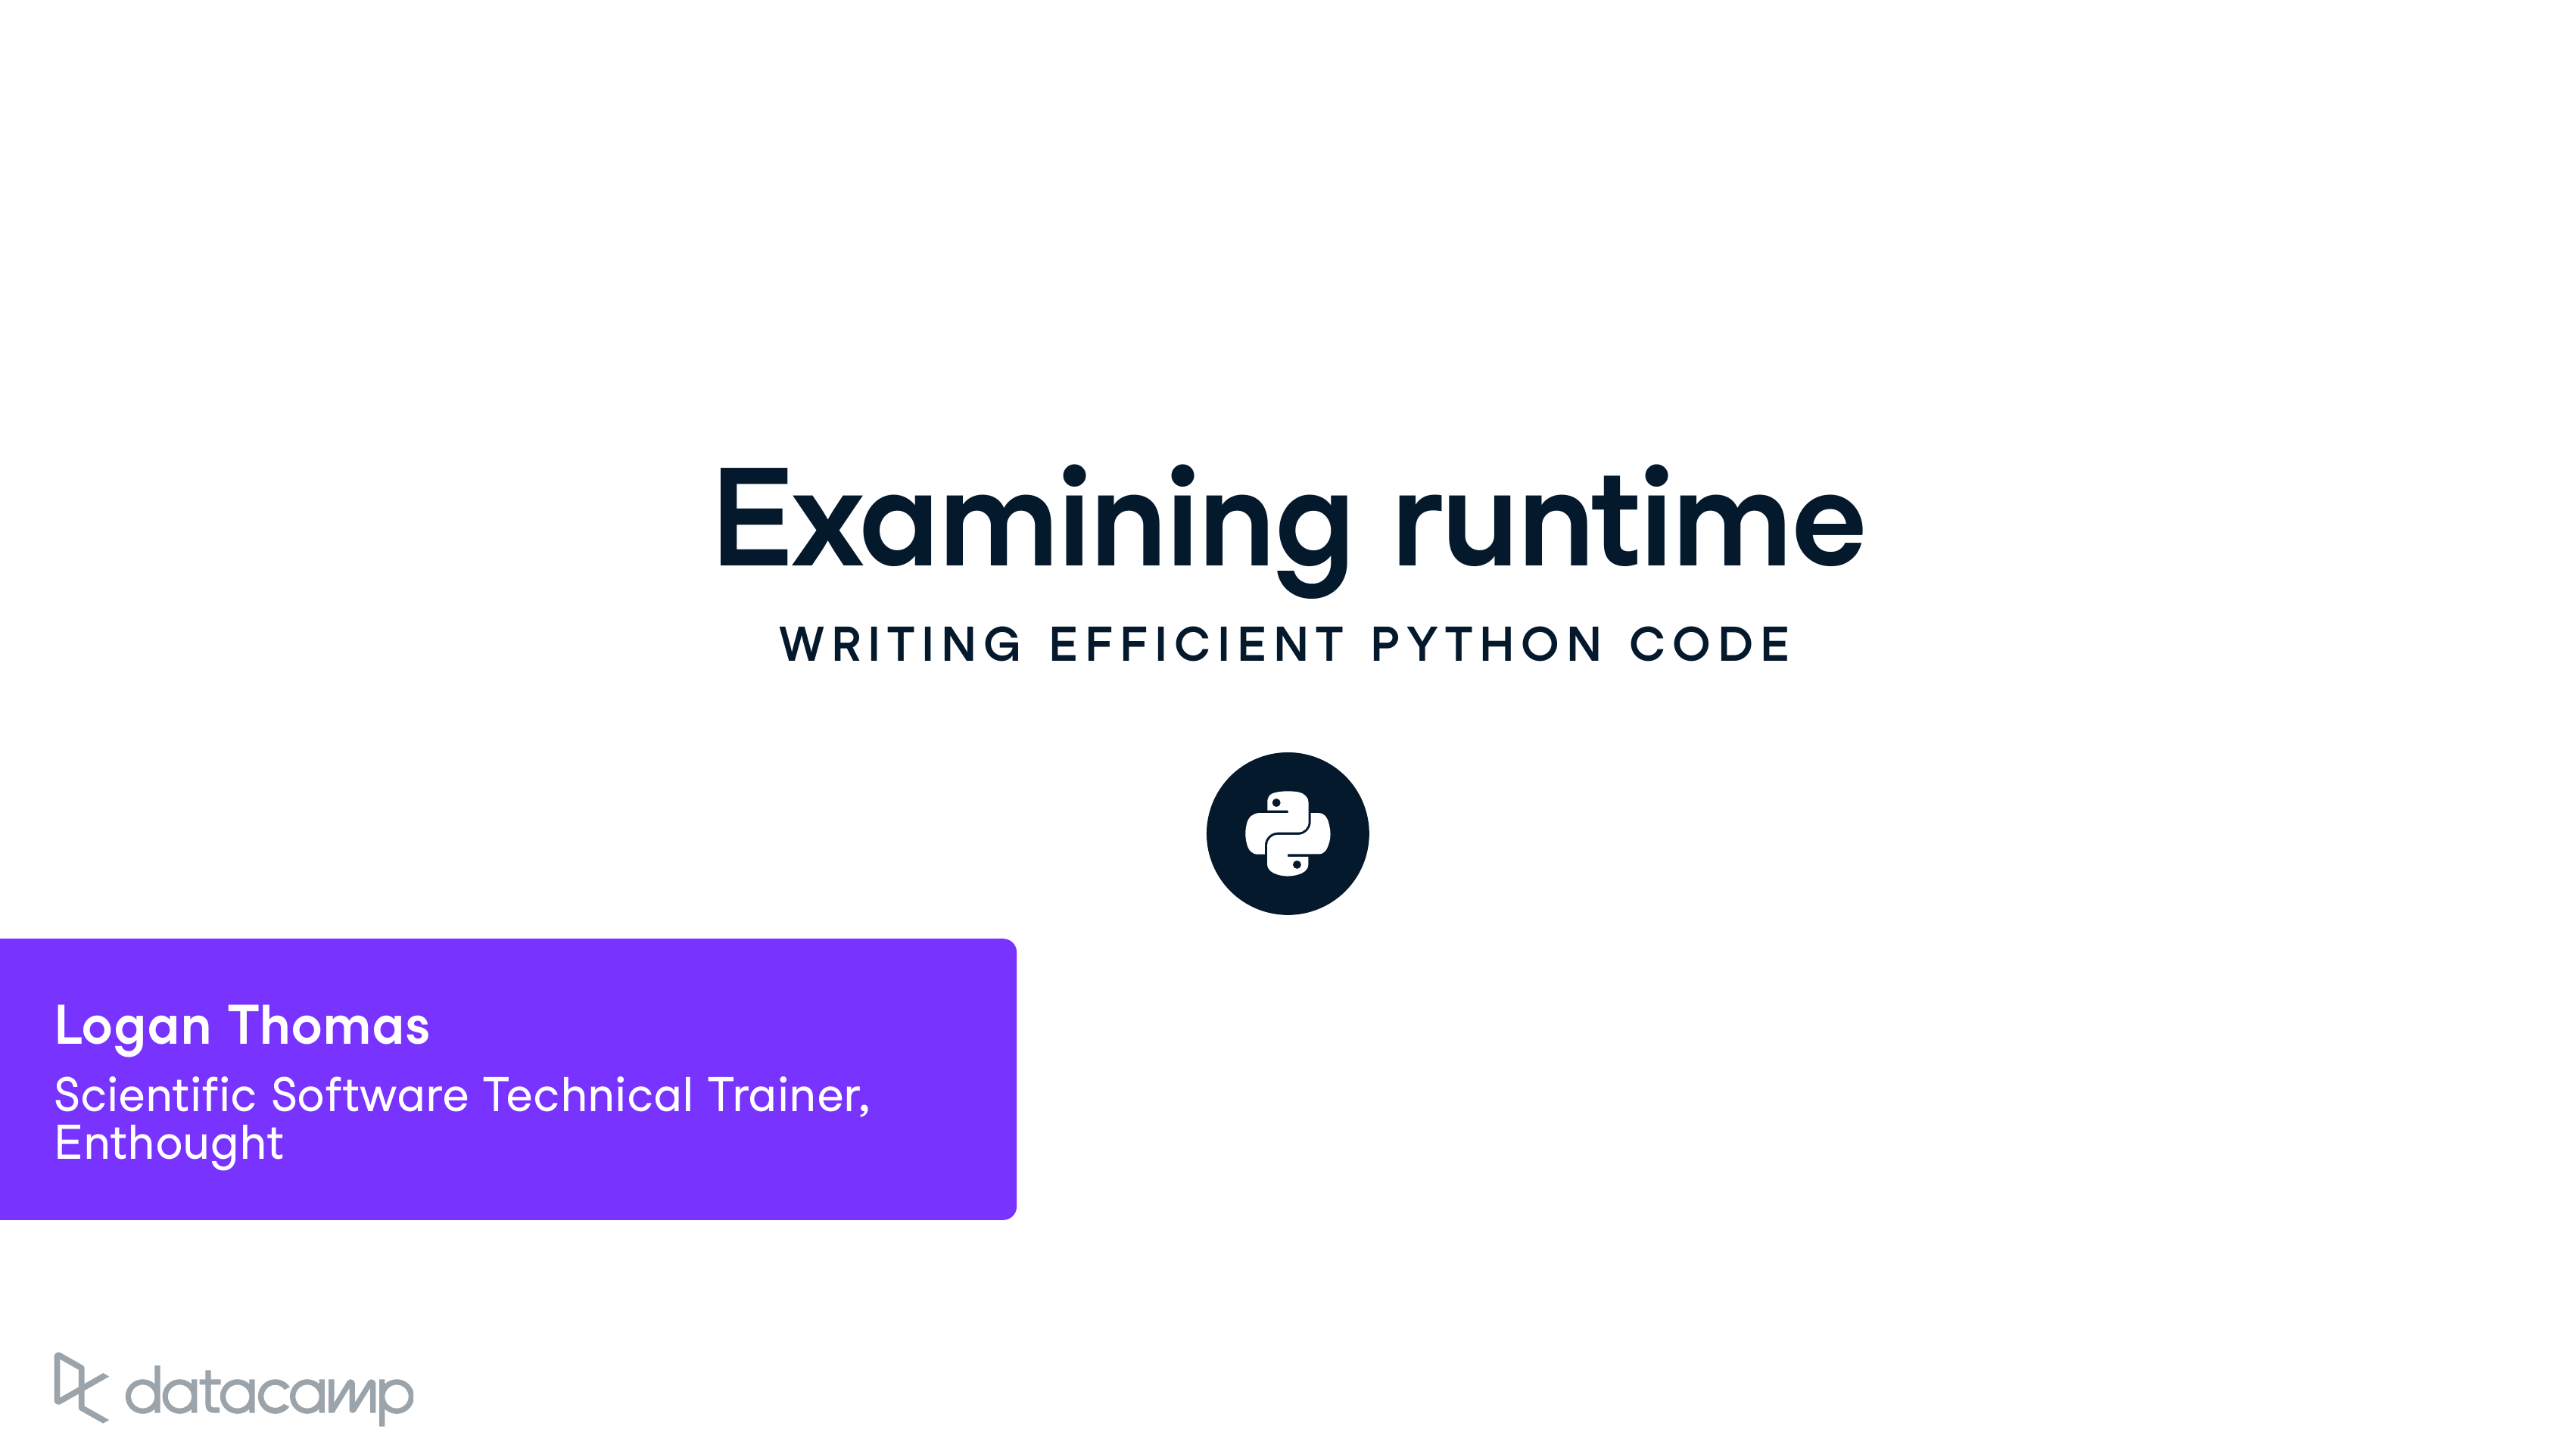 Examining runtime
WRITING EFFICIENT PYTHON CODE
Logan Thomas
Scientific Software Technical Trainer,
Enthought
datacamp